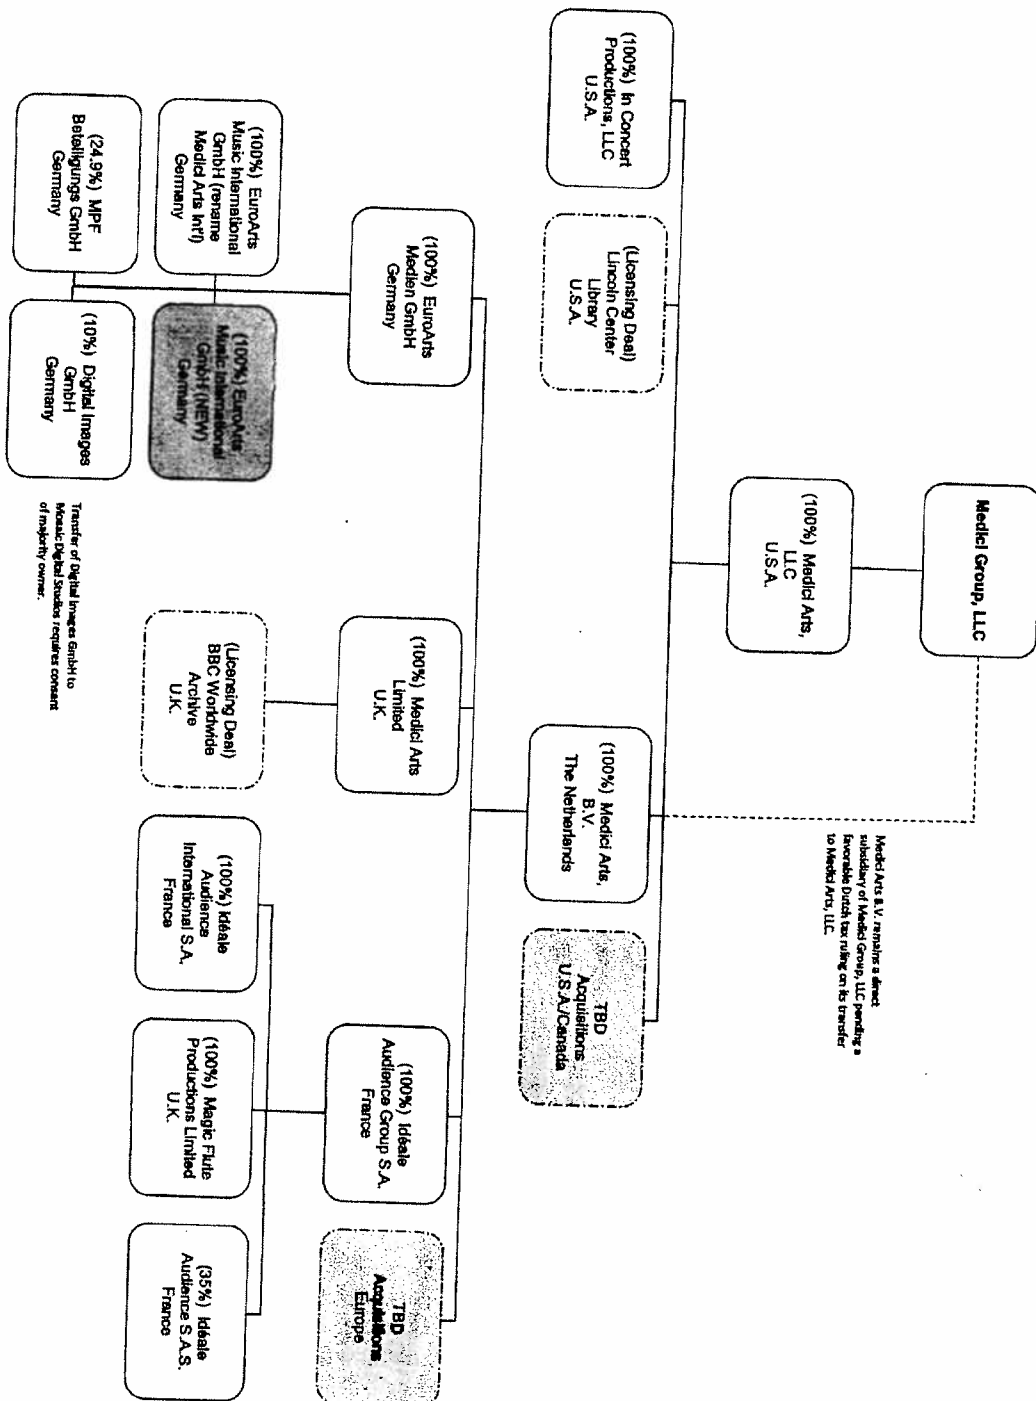 Medici Group, LLC
Medici Arts B.V. remains a direct
subsidiary of Medici Group, LLC pending a
favorable Dutch tax ruling on its transfer
to Medici Arts, LLC.
(100%) Medici Arts,
LLC
U.S.A.
(100%) In Concert
Productions, LLC
U.S.A.
(Licensing Deal)
Lincoln Center
Library
U.S.A.
(100%) Medici Arts,
B.V.
The Netherlands
TBD
Acquisitions
U.S.A./Canada
(100%) EuroArts
Medien GmbH
Germany
(100%) Medici Arts
Limited
U.K.
(100%) Idéale
Audience Group S.A.
France
TBD
Acquisitions
Europe
(100%) EuroArts
Music International
GmbH (rename
Medici Arts Int'l)
Germany
(100%) EuroArts
Music International
GmbH (NEW)
Germany
(Licensing Deal)
BBC Worldwide
Archive
U.K.
(100%) Idéale
Audience
International S.A.
France
(100%) Magic Flute
Productions Limited
U.K.
(35%) Idéale
Audience S.A.S.
France
(24.9%) MPF
Beteiligungs GmbH
Germany
(10%) Digital Images
GmbH
Germany
Transfer of Digital Images GmbH to
Mosaic Digital Studios requires consent
of majority owner.